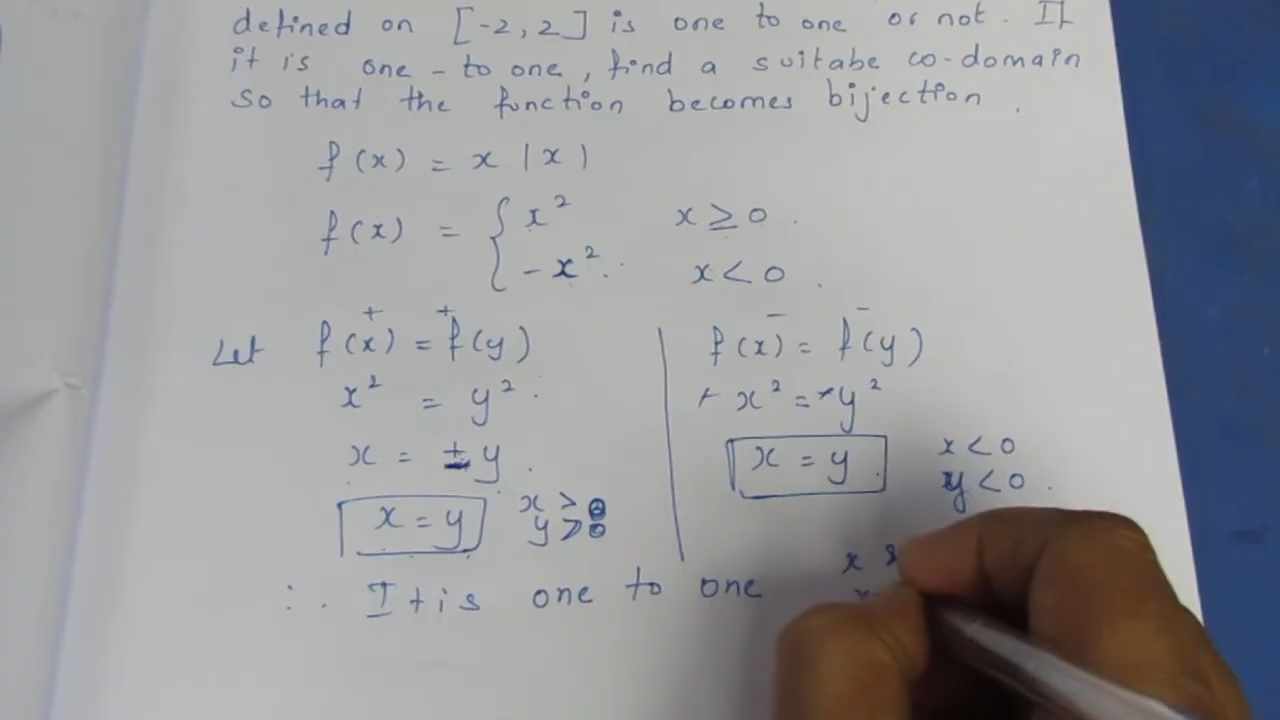 defined on [-2, 2] is one to one or not. If
it is one - to one, find a suitabe co-domain
so that the function becomes bijection.
f(x) = x |x|
f(x) = { x² x ≥ 0.
-x². x < 0.
+ +
Let f(x) = f(y)
x² = y².
x = ± y.
x = y x > 0
y > 0
- -
f(x) = f(y)
+ x² = - y²
x = y. x < 0
y < 0.
∴ It is one to one
x
x